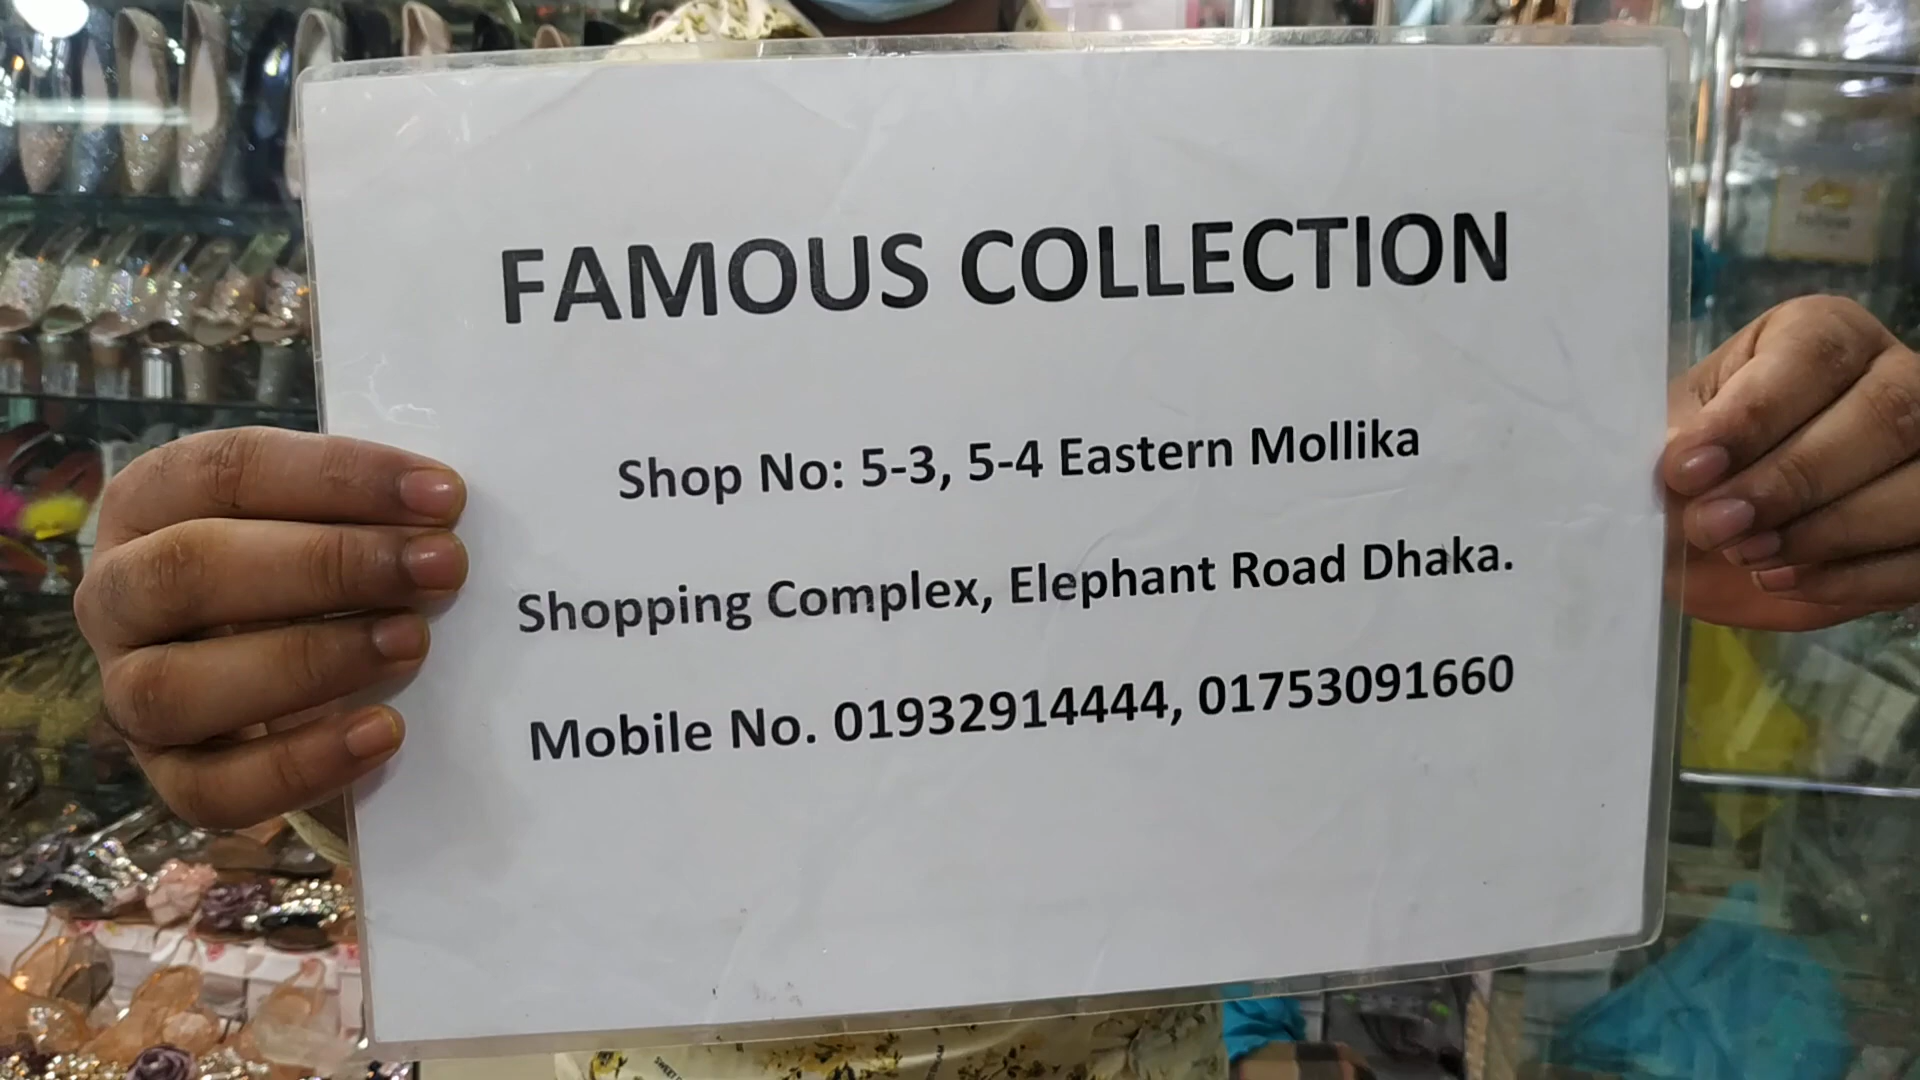 FAMOUS COLLECTION
Shop No: 5-3, 5-4 Eastern Mollika
Shopping Complex, Elephant Road Dhaka.
Mobile No. 01932914444, 01753091660